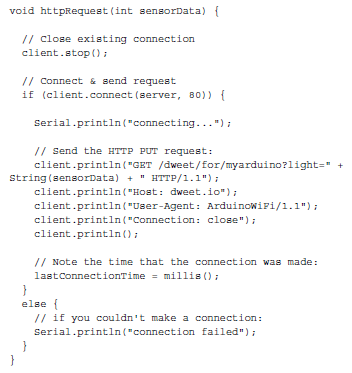 void httpRequest(int sensorData) {
// Close existing connection
client.stop();
// Connect & send request
if (client.connect(server, 80)) {
Serial.println("connecting...");
// Send the HTTP PUT request:
client.println("GET /dweet/for/myarduino?light=" +
String(sensorData) + " HTTP/1.1");
client.println("Host: dweet.io");
client.println("User-Agent: ArduinoWiFi/1.1");
client.println("Connection: close");
client.println();
// Note the time that the connection was made:
lastConnectionTime = millis();
}
else {
// if you couldn't make a connection:
Serial.println("connection failed");
}
}